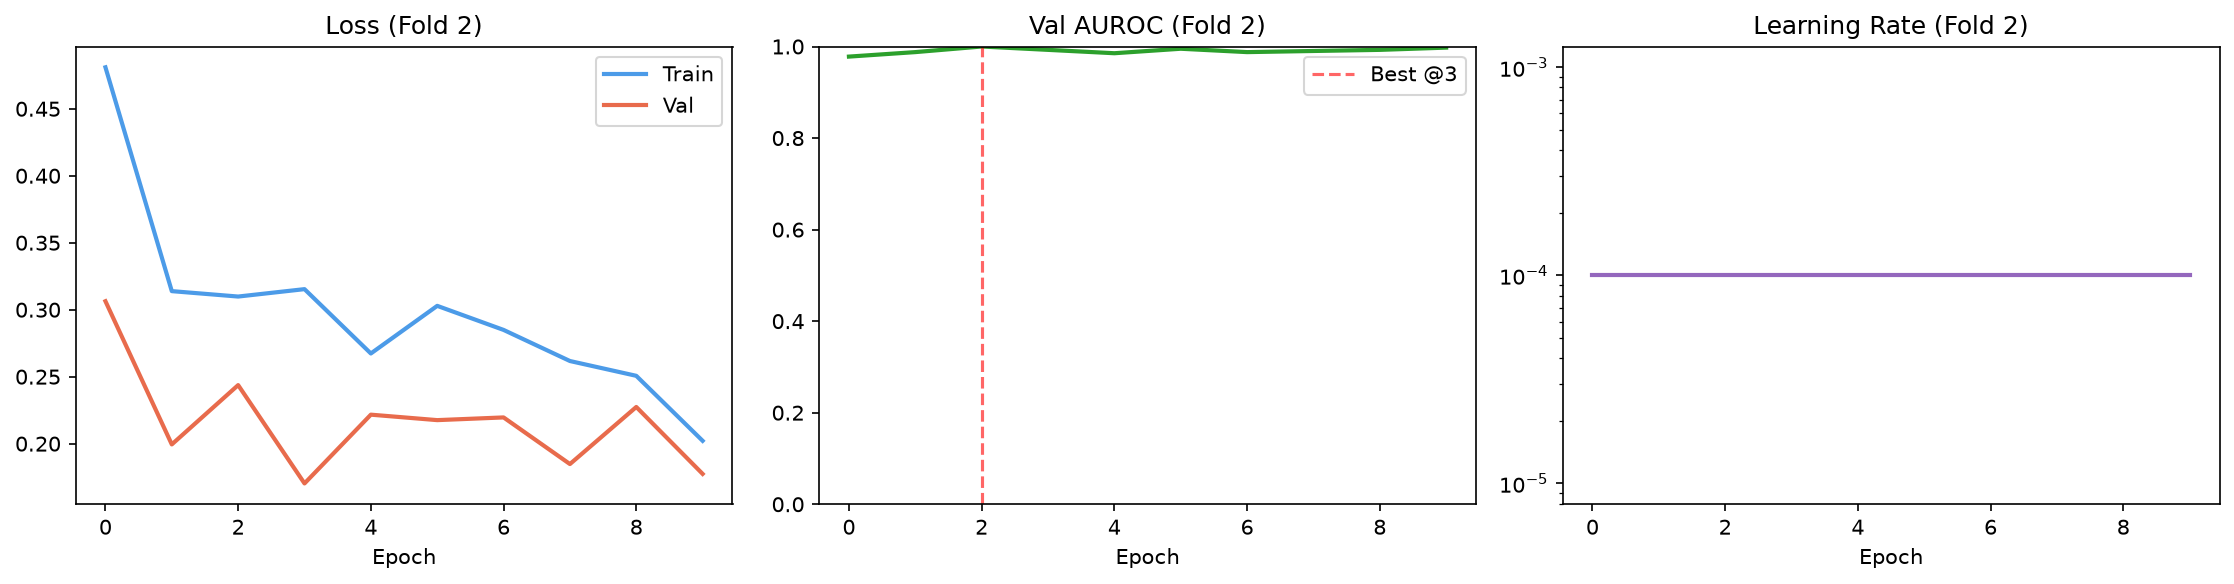 Loss (Fold 2)
Train
Val
0.45
0.40
0.35
0.30
0.25
0.20
0 2 4 6 8
Epoch
Val AUROC (Fold 2)
Best @3
1.0
0.8
0.6
0.4
0.2
0.0
0 2 4 6 8
Epoch
Learning Rate (Fold 2)
10⁻³
10⁻⁴
10⁻⁵
0 2 4 6 8
Epoch